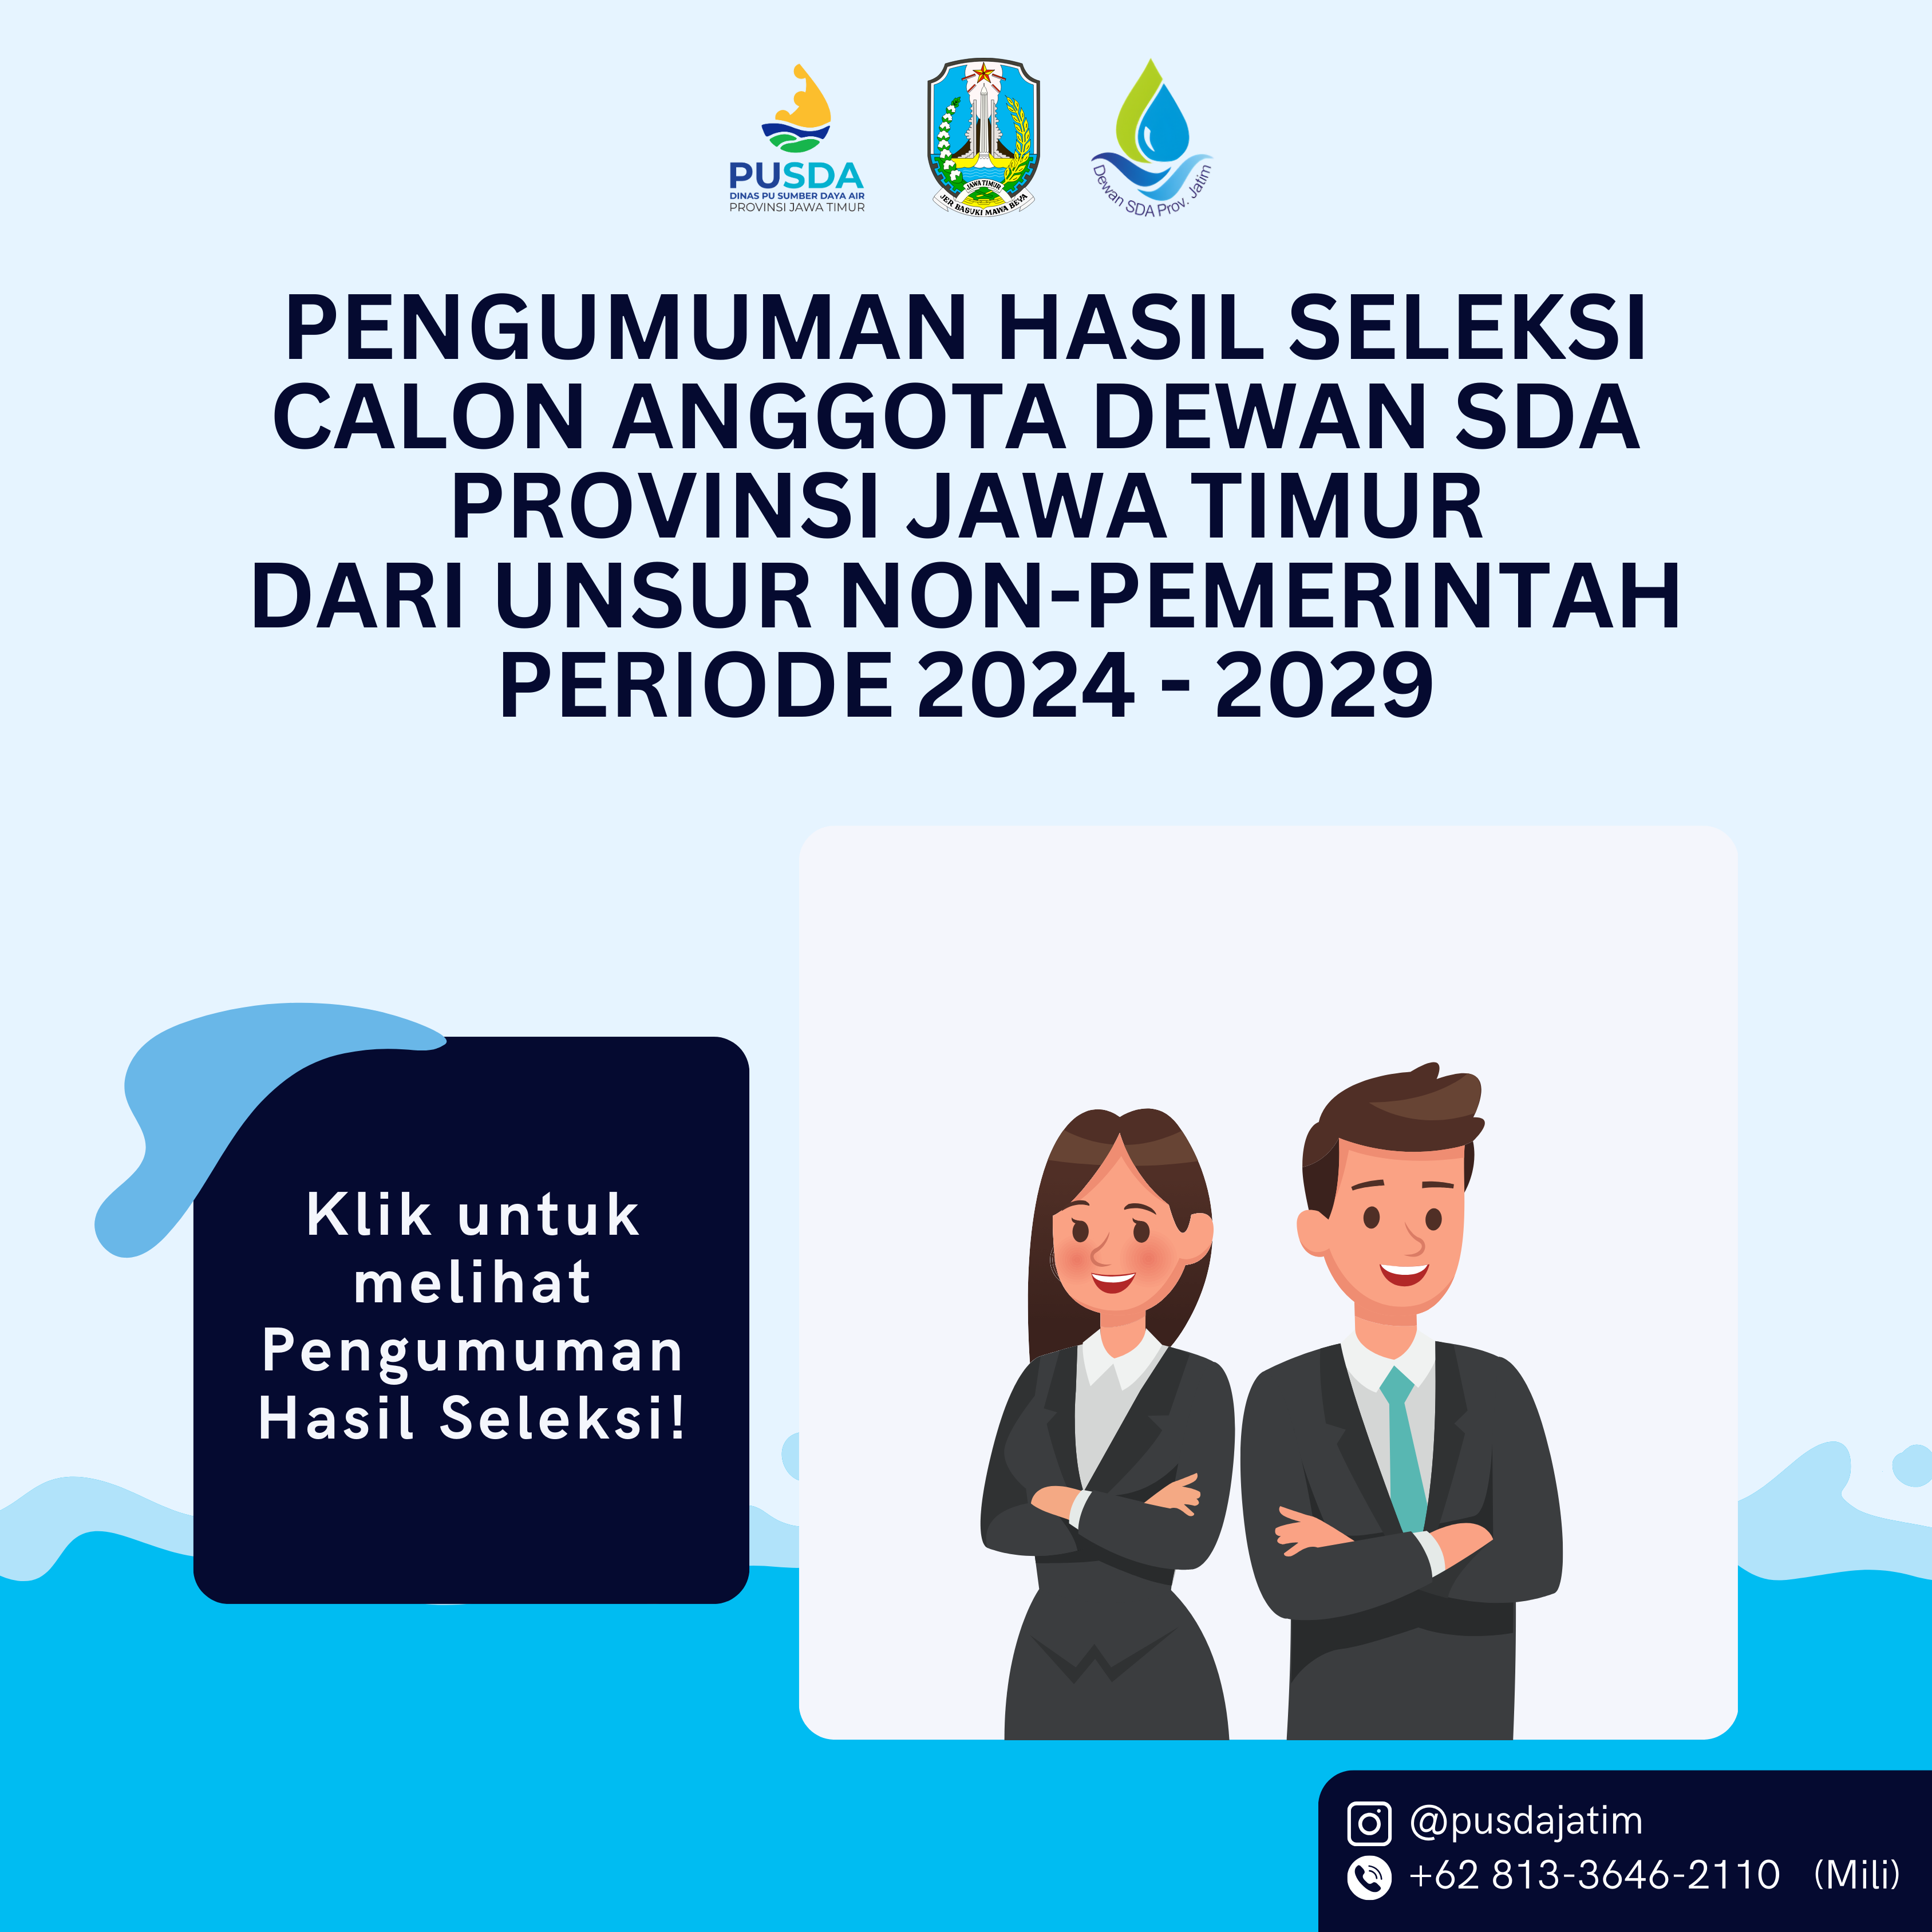 PUSDA
DINAS PU SUMBER DAYA AIR
PROVINSI JAWA TIMUR
JAWA TIMUR
JER BASUKI MAWA BEYA
Dewan SDA Prov. Jatim
PENGUMUMAN HASIL SELEKSI
CALON ANGGOTA DEWAN SDA
PROVINSI JAWA TIMUR
DARI UNSUR NON-PEMERINTAH
PERIODE 2024 - 2029
Klik untuk
melihat
Pengumuman
Hasil Seleksi!
@pusdajatim
+62 813-3646-2110 (Mili)